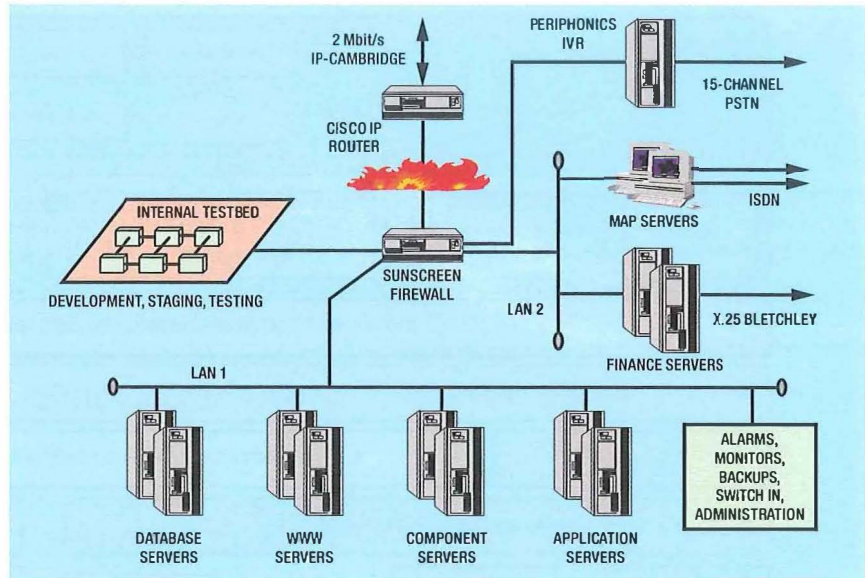 2 Mbit/s
IP-CAMBRIDGE
PERIPHONICS
IVR
15-CHANNEL
PSTN
CISCO IP
ROUTER
INTERNAL TESTBED
ISDN
MAP SERVERS
SUNSCREEN
FIREWALL
DEVELOPMENT, STAGING, TESTING
LAN 2
X.25 BLETCHLEY
FINANCE SERVERS
LAN 1
ALARMS,
MONITORS,
BACKUPS,
SWITCH IN,
ADMINISTRATION
DATABASE
SERVERS
WWW
SERVERS
COMPONENT
SERVERS
APPLICATION
SERVERS